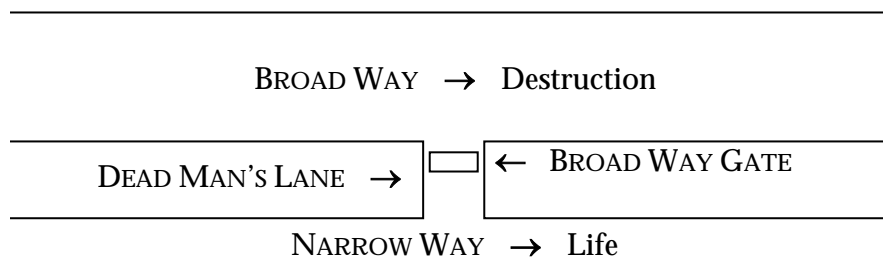 BROAD WAY → Destruction
DEAD MAN'S LANE →
← BROAD WAY GATE
NARROW WAY → Life